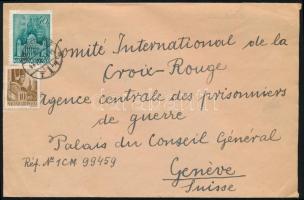 Comité International de la
Croix-Rouge
Agence centrale des prisonniers
de guerre
Palais du Conseil Général
Réf. Nº 1CM 99459
Genève
Suisse